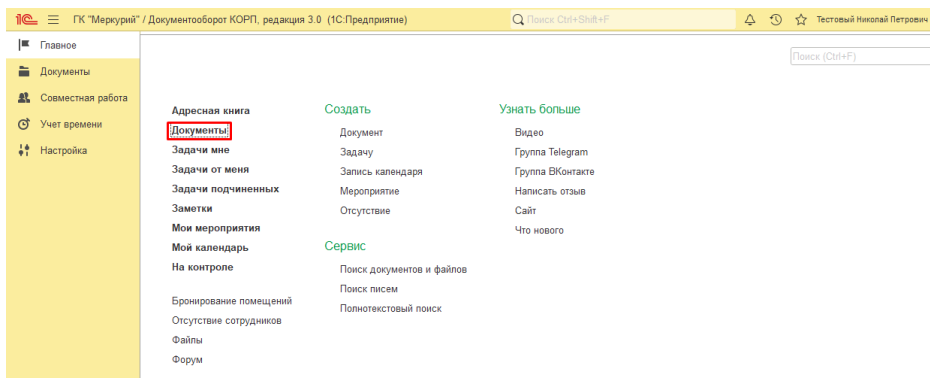 1С ГК "Меркурий" / Документооборот КОРП, редакция 3.0 (1С:Предприятие) Поиск Ctrl+Shift+F Тестовый Николай Петрович
Главное
Документы
Совместная работа
Учет времени
Настройка
Поиск (Ctrl+F)
Адресная книга
Документы
Задачи мне
Задачи от меня
Задачи подчиненных
Заметки
Мои мероприятия
Мой календарь
На контроле
Бронирование помещений
Отсутствие сотрудников
Файлы
Форум
Создать
Документ
Задачу
Запись календаря
Мероприятие
Отсутствие
Сервис
Поиск документов и файлов
Поиск писем
Полнотекстовый поиск
Узнать больше
Видео
Группа Telegram
Группа ВКонтакте
Написать отзыв
Сайт
Что нового